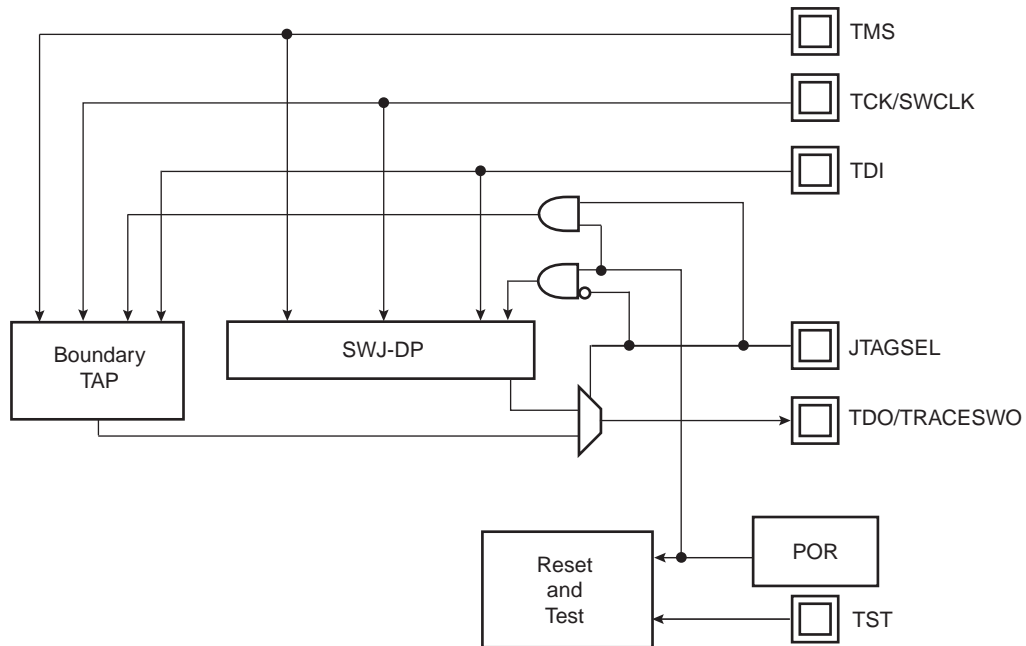 TMS
TCK/SWCLK
TDI
Boundary
TAP
SWJ-DP
JTAGSEL
TDO/TRACESWO
Reset
and
Test
POR
TST